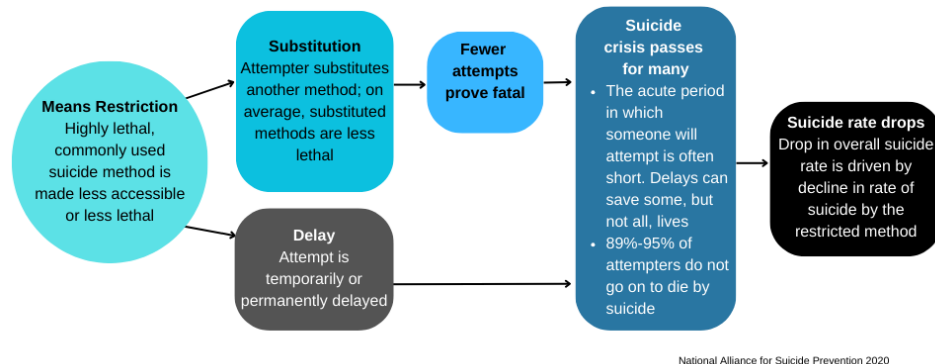 Means Restriction
Highly lethal,
commonly used
suicide method is
made less accessible
or less lethal
Substitution
Attempter substitutes
another method; on
average, substituted
methods are less
lethal
Fewer
attempts
prove fatal
Delay
Attempt is
temporarily or
permanently delayed
Suicide
crisis passes
for many
• The acute period
in which
someone will
attempt is often
short. Delays can
save some, but
not all, lives
• 89%-95% of
attempters do not
go on to die by
suicide
Suicide rate drops
Drop in overall suicide
rate is driven by
decline in rate of
suicide by the
restricted method
National Alliance for Suicide Prevention 2020